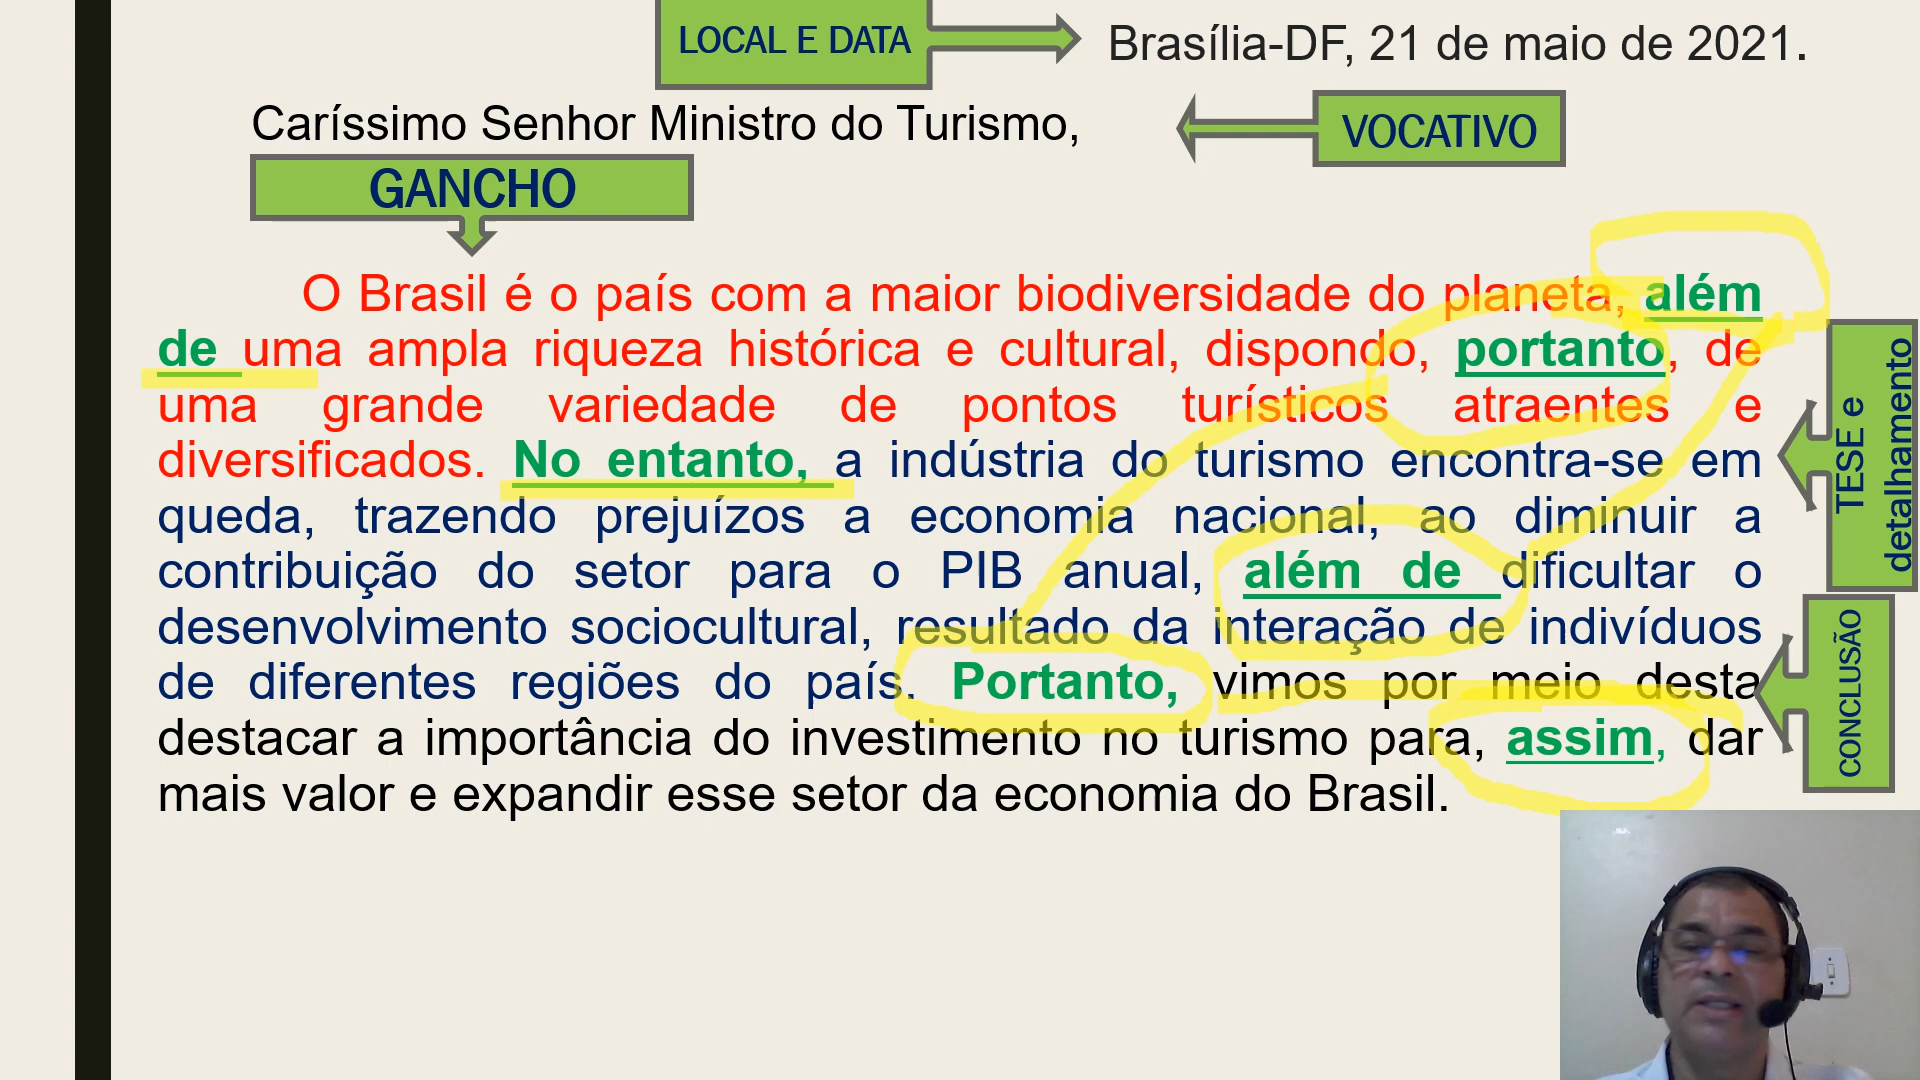 LOCAL E DATA
Brasília-DF, 21 de maio de 2021.
Caríssimo Senhor Ministro do Turismo,
VOCATIVO
GANCHO
O Brasil é o país com a maior biodiversidade do planeta, além
de uma ampla riqueza histórica e cultural, dispondo, portanto, de
uma grande variedade de pontos turísticos atraentes e
diversificados. No entanto, a indústria do turismo encontra-se em
queda, trazendo prejuízos a economia nacional, ao diminuir a
contribuição do setor para o PIB anual, além de dificultar o
desenvolvimento sociocultural, resultado da interação de indivíduos
de diferentes regiões do país. Portanto, vimos por meio desta
destacar a importância do investimento no turismo para, assim, dar
mais valor e expandir esse setor da economia do Brasil.
TESE e
detalhamento
CONCLUSÃO